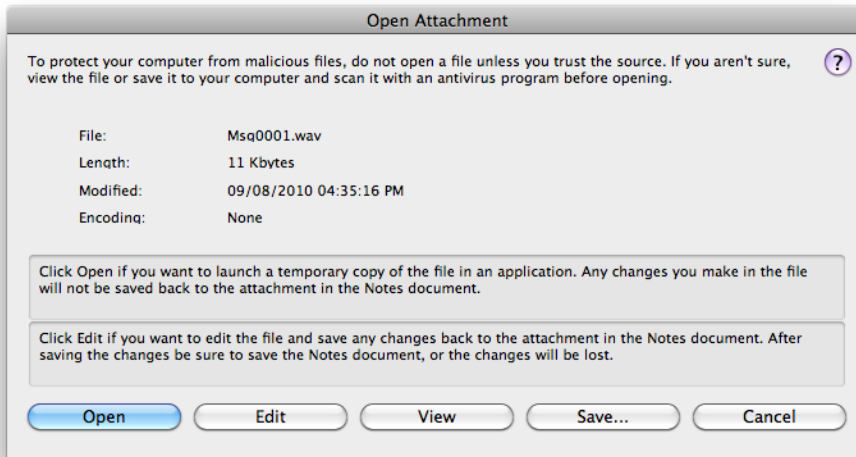 Open Attachment
To protect your computer from malicious files, do not open a file unless you trust the source. If you aren't sure,
view the file or save it to your computer and scan it with an antivirus program before opening.
?
File: Msg0001.wav
Length: 11 Kbytes
Modified: 09/08/2010 04:35:16 PM
Encoding: None
Click Open if you want to launch a temporary copy of the file in an application. Any changes you make in the file
will not be saved back to the attachment in the Notes document.
Click Edit if you want to edit the file and save any changes back to the attachment in the Notes document. After
saving the changes be sure to save the Notes document, or the changes will be lost.
Open Edit View Save... Cancel